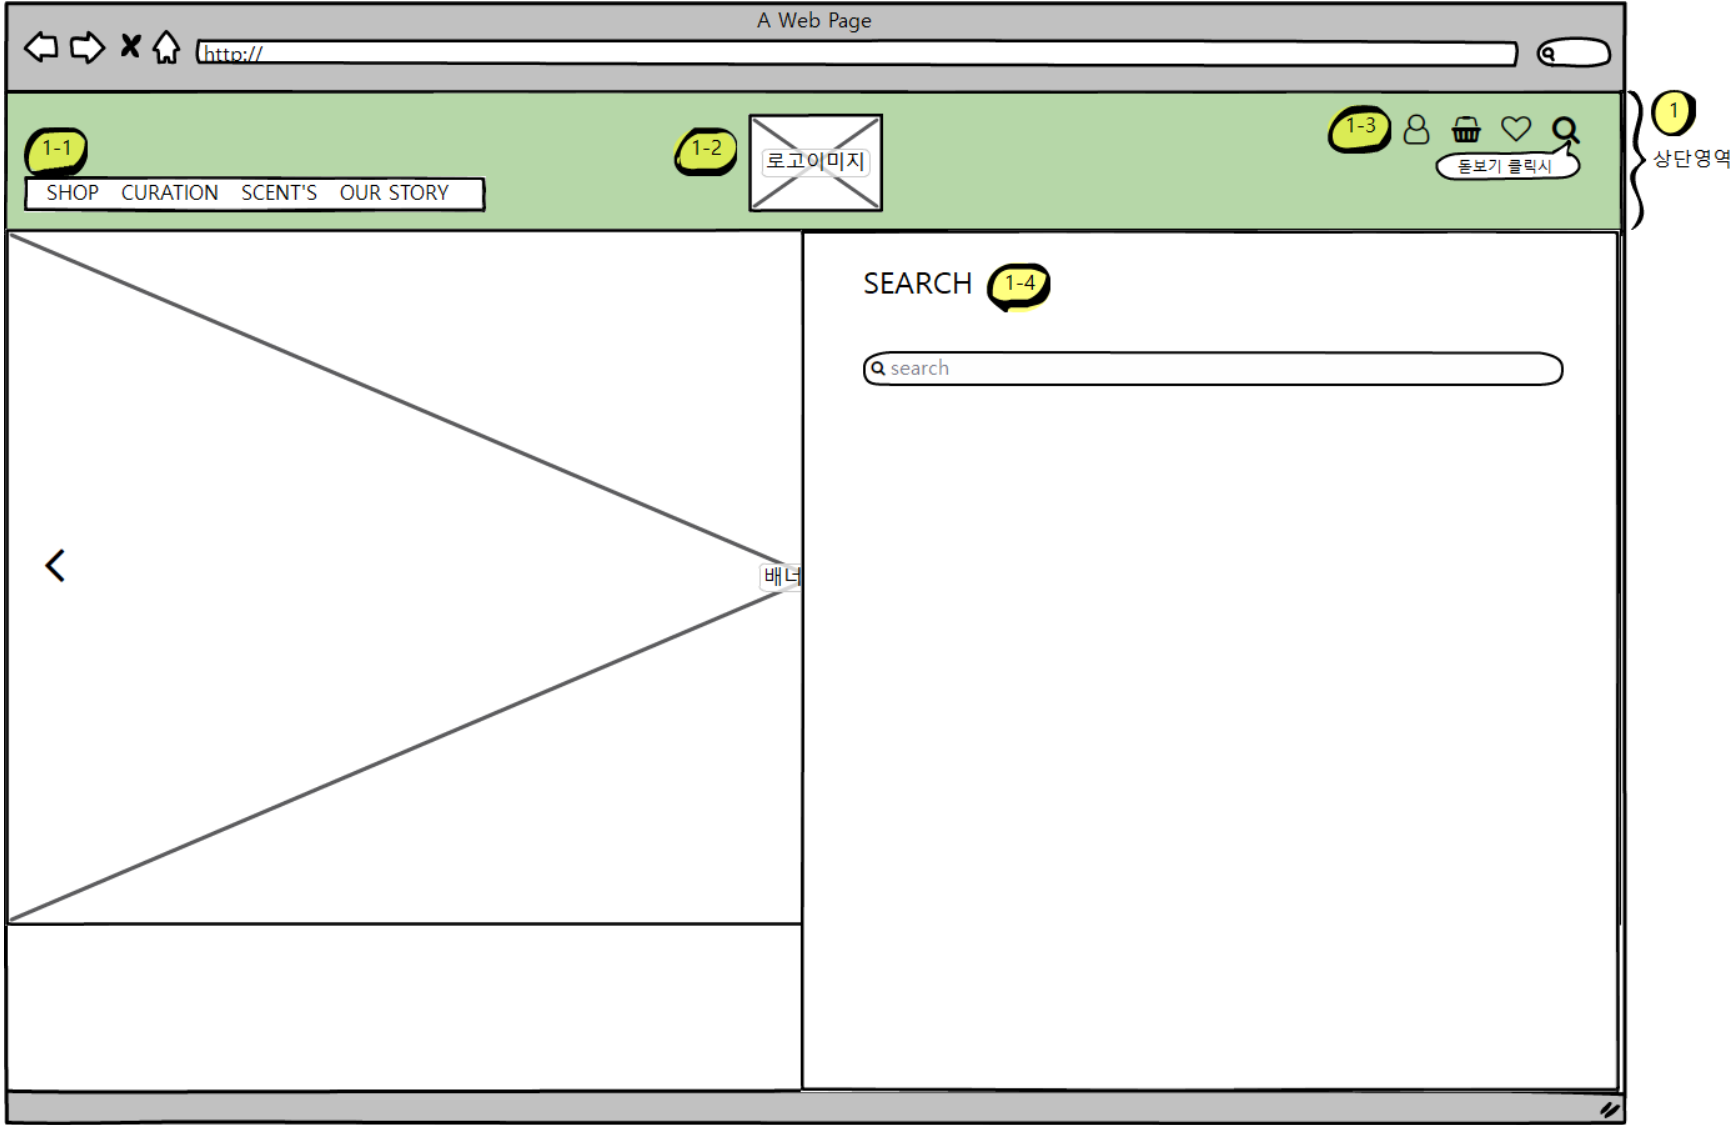 A Web Page
http://
1
상단영역
1-1
1-2
로고이미지
1-3
돋보기 클릭시
SHOP CURATION SCENT'S OUR STORY
SEARCH 1-4
search
배너